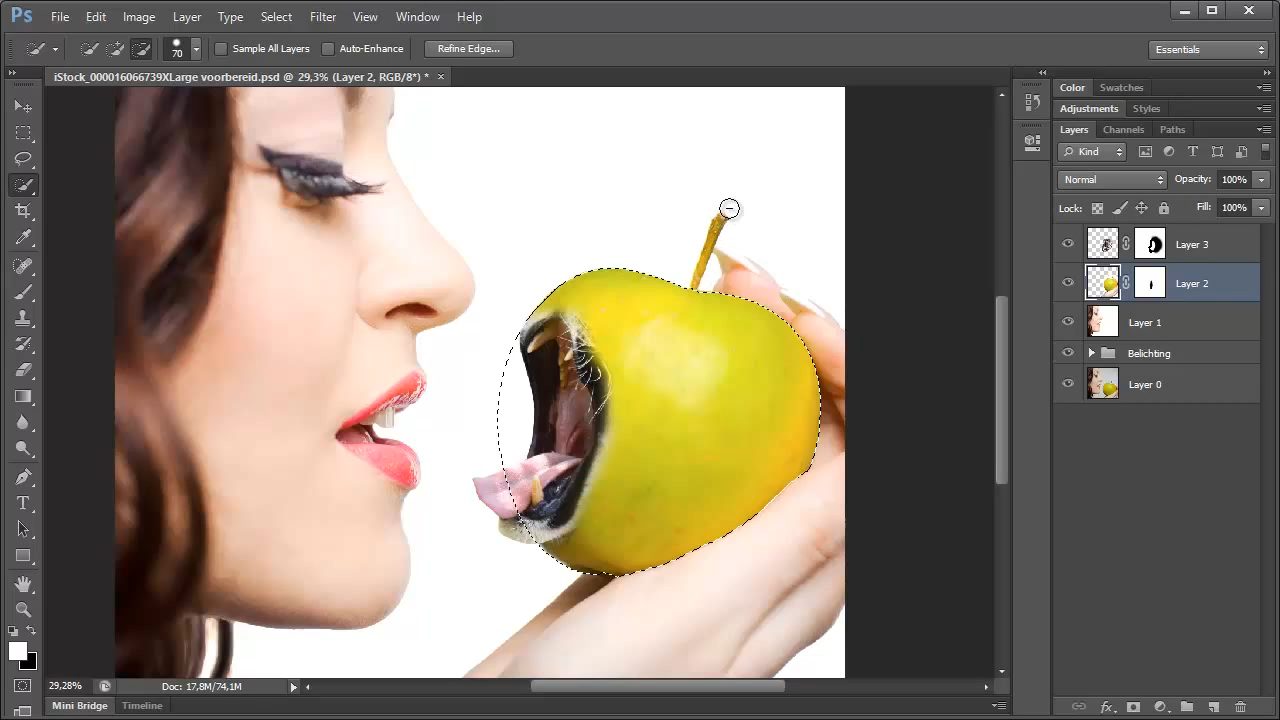 Ps File Edit Image Layer Type Select Filter View Window Help
70 Sample All Layers Auto-Enhance Refine Edge... Essentials
iStock_000016066739XLarge voorbereid.psd @ 29,3% (Layer 2, RGB/8*) * ×
Color Swatches
Adjustments Styles
Layers Channels Paths
Kind
Normal Opacity: 100%
Lock: Fill: 100%
Layer 3
Layer 2
Layer 1
Belichting
Layer 0
29,28% Doc: 17,8M/74,1M
Mini Bridge Timeline